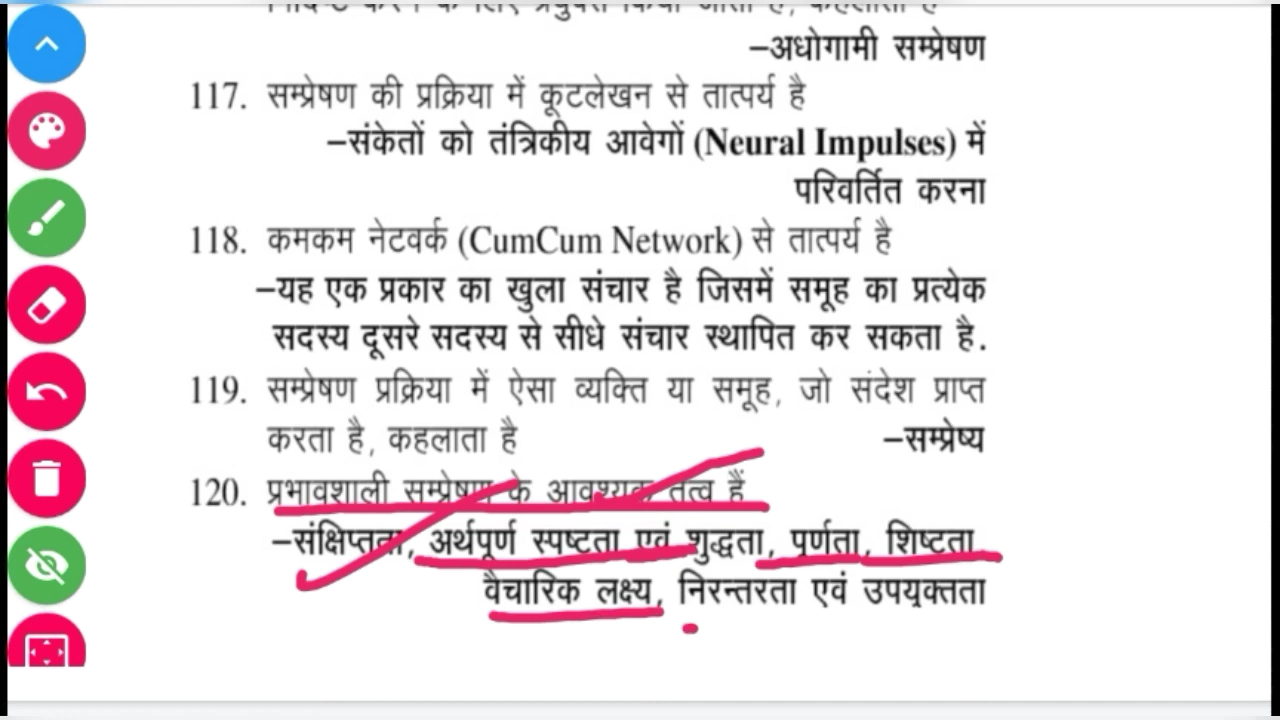 –अधोगामी सम्प्रेषण
117. सम्प्रेषण की प्रक्रिया में कूटलेखन से तात्पर्य है
–संकेतों को तंत्रिकीय आवेगों (Neural Impulses) में
परिवर्तित करना
118. कमकम नेटवर्क (CumCum Network) से तात्पर्य है
–यह एक प्रकार का खुला संचार है जिसमें समूह का प्रत्येक
सदस्य दूसरे सदस्य से सीधे संचार स्थापित कर सकता है.
119. सम्प्रेषण प्रक्रिया में ऐसा व्यक्ति या समूह, जो संदेश प्राप्त
करता है, कहलाता है –सम्प्रेष्य
120. प्रभावशाली सम्प्रेषण के आवश्यक तत्व हैं
–संक्षिप्तता, अर्थपूर्ण स्पष्टता एवं शुद्धता, पूर्णता, शिष्टता
वैचारिक लक्ष्य, निरन्तरता एवं उपयुक्तता